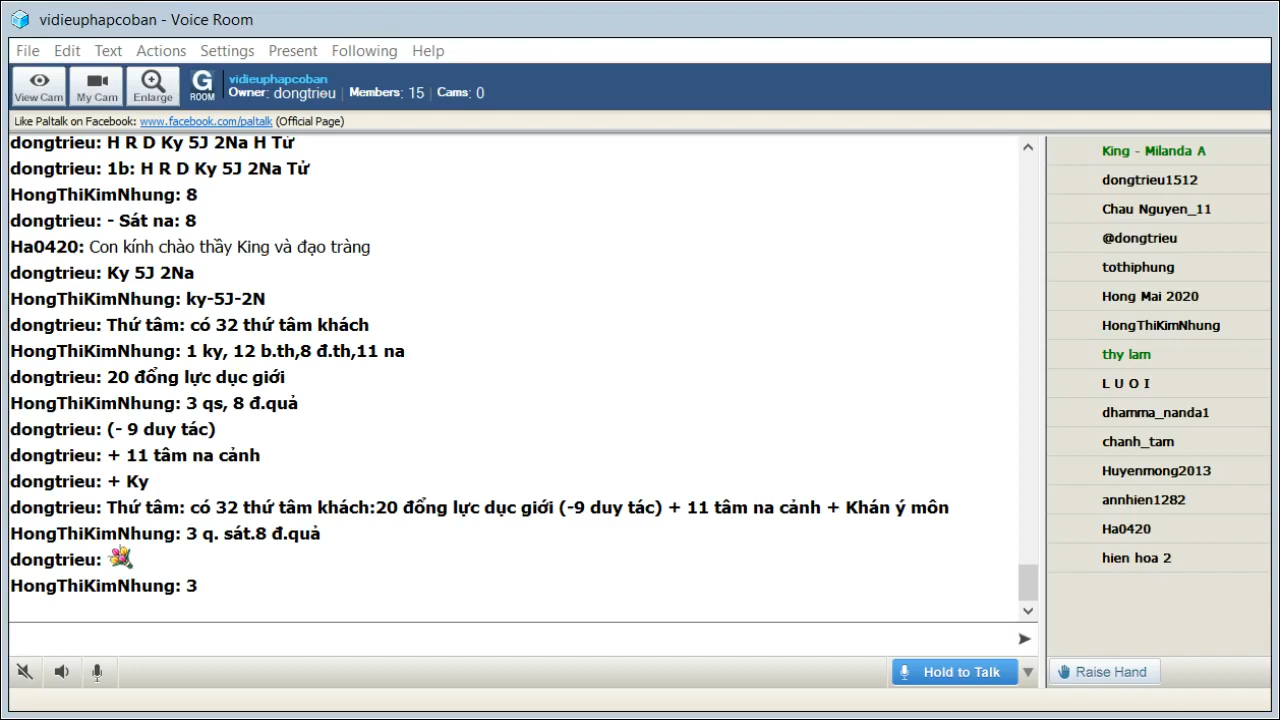 vidieuphapcoban - Voice Room
File Edit Text Actions Settings Present Following Help
View Cam My Cam Enlarge G ROOM
vidieuphapcoban
Owner: dongtrieu | Members: 15 | Cams: 0
Like Paltalk on Facebook: www.facebook.com/paltalk (Official Page)
dongtrieu: H R D Ky 5J 2Na H Tử
dongtrieu: 1b: H R D Ky 5J 2Na Tử
HongThiKimNhung: 8
dongtrieu: - Sát na: 8
Ha0420: Con kính chào thầy King và đạo tràng
dongtrieu: Ky 5J 2Na
HongThiKimNhung: ky-5J-2N
dongtrieu: Thứ tâm: có 32 thứ tâm khách
HongThiKimNhung: 1 ky, 12 b.th,8 đ.th,11 na
dongtrieu: 20 đổng lực dục giới
HongThiKimNhung: 3 qs, 8 đ.quả
dongtrieu: (- 9 duy tác)
dongtrieu: + 11 tâm na cảnh
dongtrieu: + Ky
dongtrieu: Thứ tâm: có 32 thứ tâm khách:20 đổng lực dục giới (-9 duy tác) + 11 tâm na cảnh + Khán ý môn
HongThiKimNhung: 3 q. sát.8 đ.quả
dongtrieu:
HongThiKimNhung: 3
King - Milanda A
dongtrieu1512
Chau Nguyen_11
@dongtrieu
tothiphung
Hong Mai 2020
HongThiKimNhung
thy lam
L U O I
dhamma_nanda1
chanh_tam
Huyenmong2013
annhien1282
Ha0420
hien hoa 2
Hold to Talk
Raise Hand